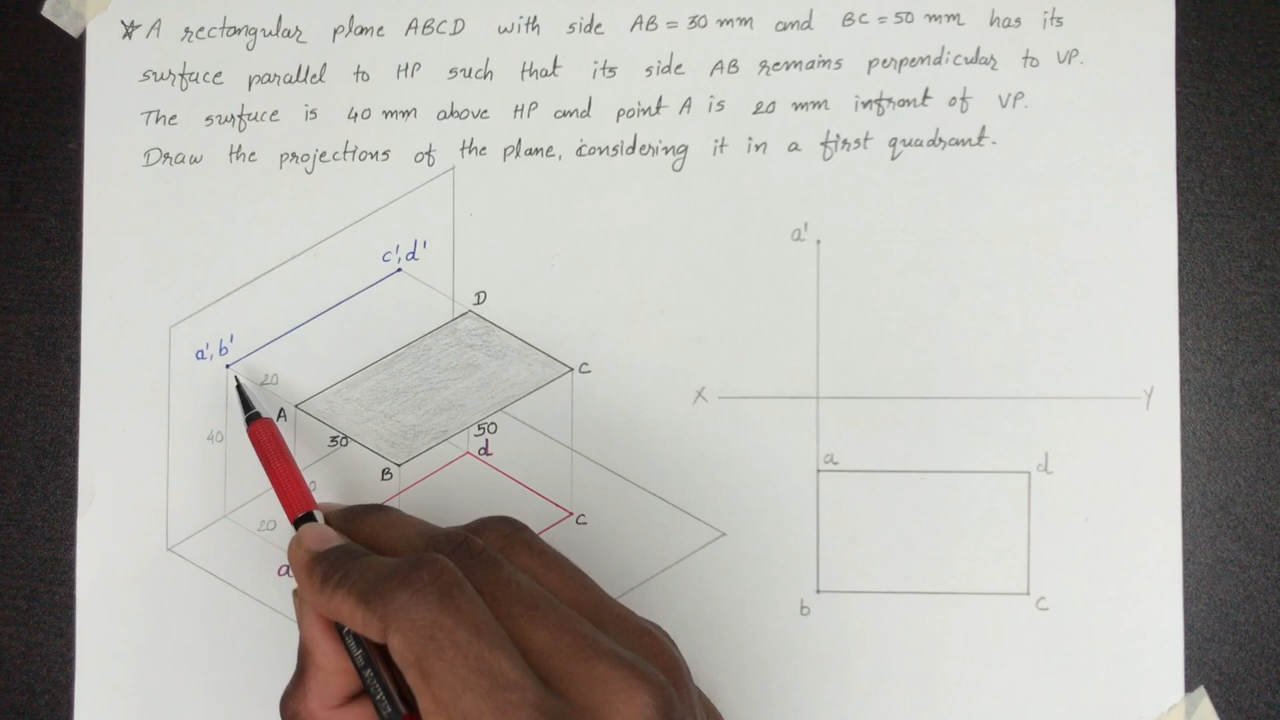 ☆ A rectangular plane ABCD with side AB = 30 mm and BC = 50 mm has its
surface parallel to HP such that its side AB remains perpendicular to VP.
The surface is 40 mm above HP and point A is 20 mm infront of VP.
Draw the projections of the plane, considering it in a first quadrant.
c', d'
a', b'
D
C
20
A
40
30
50
B
d
20
C
a
a'
X
Y
a
d
b
C